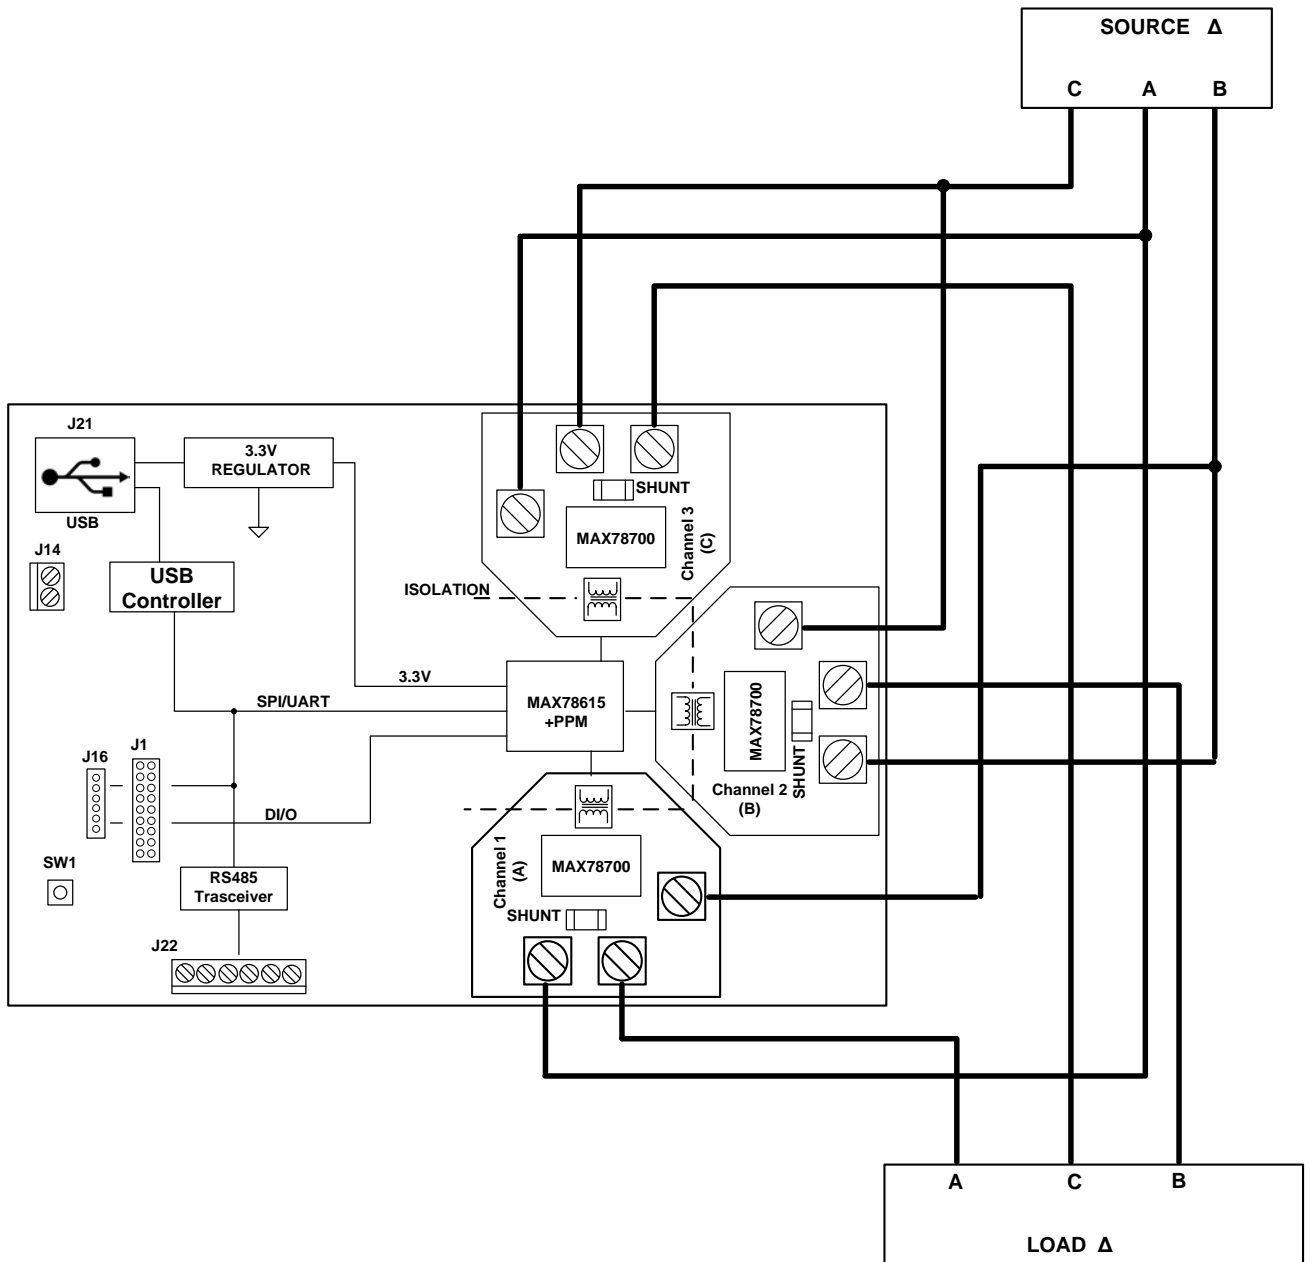 SOURCE Δ
C A B
J21
3.3V
REGULATOR
USB
SHUNT
MAX78700
Channel 3
(C)
J14
USB
Controller
ISOLATION
3.3V
SPI/UART
MAX78615
+PPM
MAX78700
SHUNT
Channel 2
(B)
J16
J1
DI/O
SW1
RS485
Trasceiver
J22
Channel 1
(A)
MAX78700
SHUNT
A C B
LOAD Δ